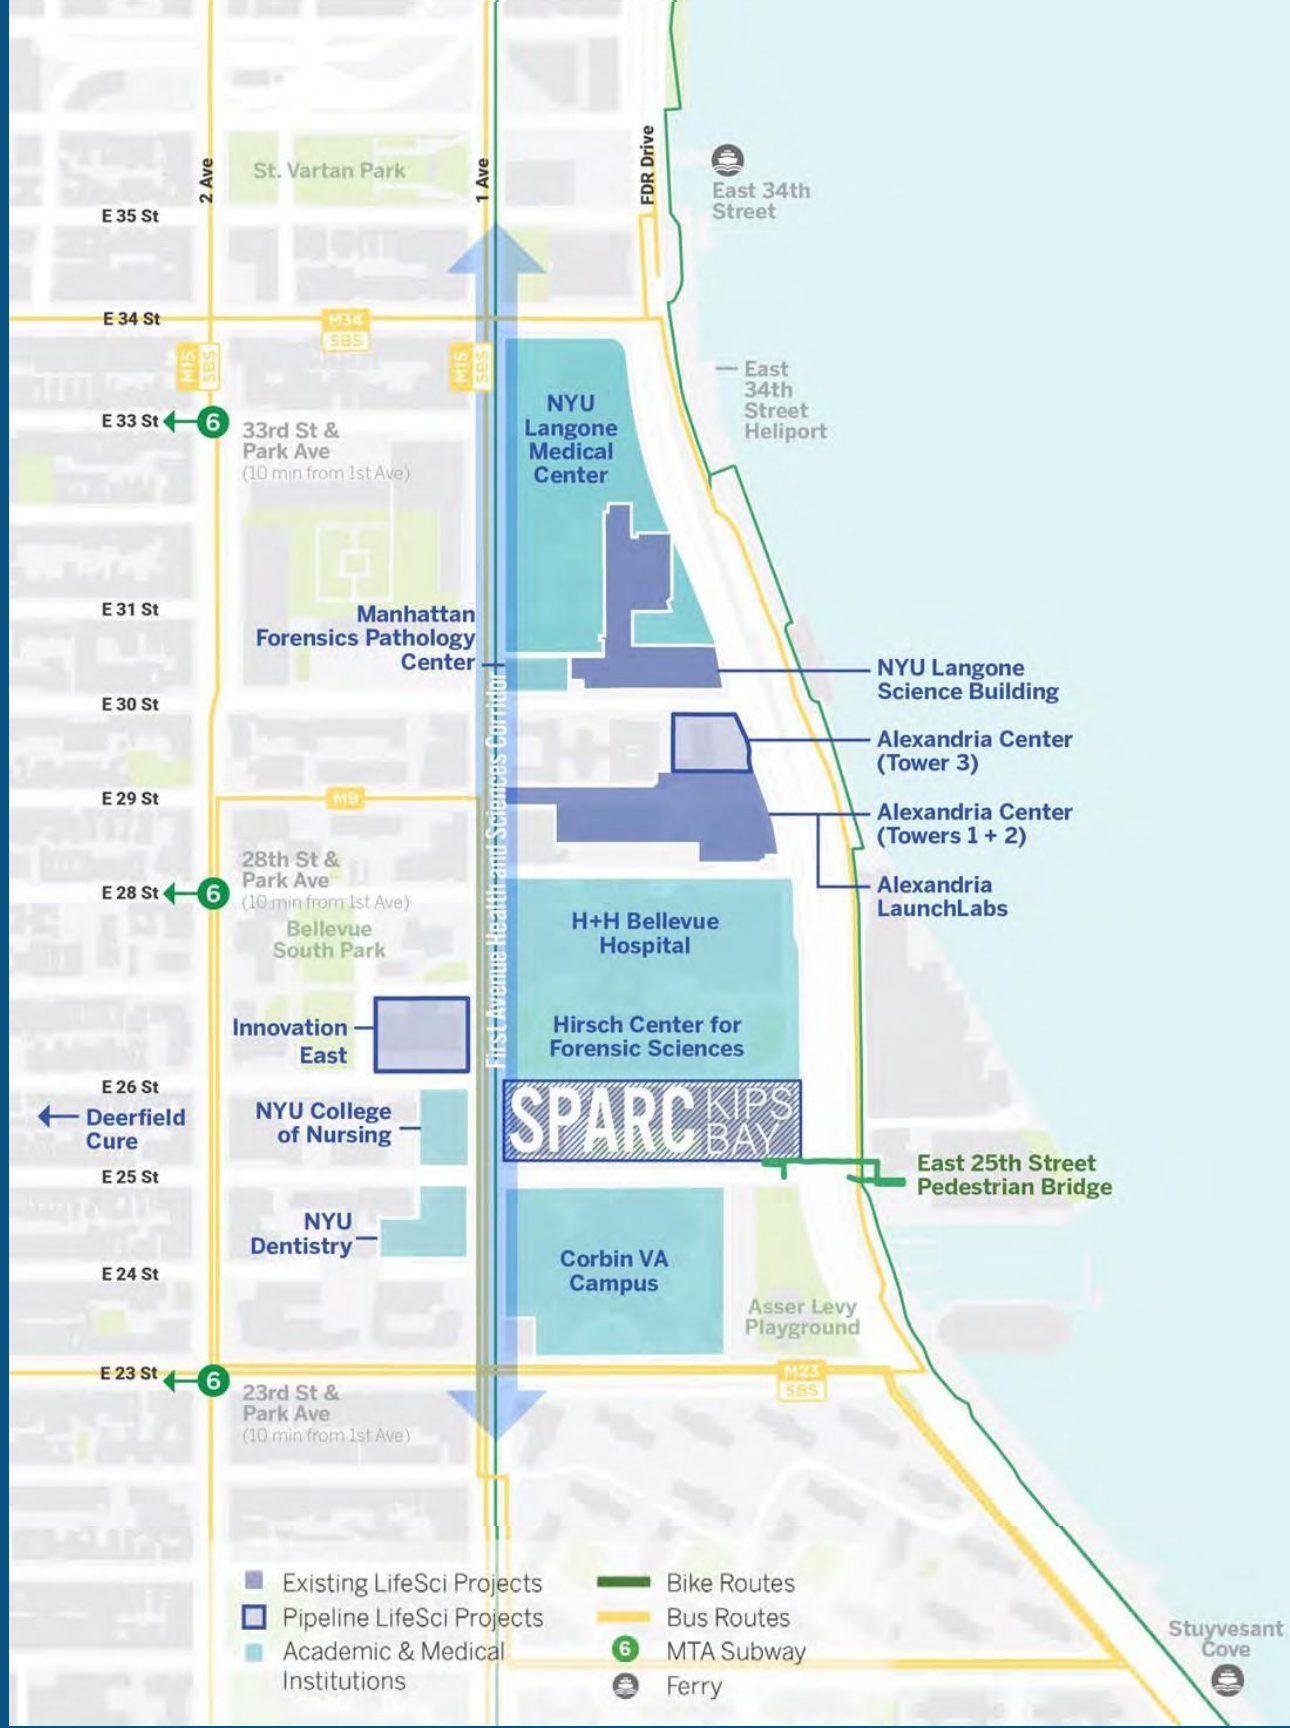 2 Ave
St. Vartan Park
1 Ave
FDR Drive
East 34th
Street
E 35 St
E 34 St
M34
SBS
M15
SBS
M15
SBS
East
34th
Street
Heliport
E 33 St
6
33rd St &
Park Ave
(10 min from 1st Ave)
NYU
Langone
Medical
Center
E 31 St
Manhattan
Forensics Pathology
Center
NYU Langone
Science Building
E 30 St
Alexandria Center
(Tower 3)
E 29 St
M9
Alexandria Center
(Towers 1 + 2)
28th St &
Park Ave
(10 min from 1st Ave)
E 28 St
6
Alexandria
LaunchLabs
Bellevue
South Park
H+H Bellevue
Hospital
First Avenue Health and Sciences Corridor
Innovation
East
Hirsch Center for
Forensic Sciences
E 26 St
Deerfield
Cure
NYU College
of Nursing
SPARC KIPS
BAY
E 25 St
East 25th Street
Pedestrian Bridge
NYU
Dentistry
Corbin VA
Campus
E 24 St
Asser Levy
Playground
E 23 St
6
23rd St &
Park Ave
(10 min from 1st Ave)
M23
SBS
Existing LifeSci Projects
Pipeline LifeSci Projects
Academic & Medical
Institutions
Bike Routes
Bus Routes
6
MTA Subway
Ferry
Stuyvesant
Cove